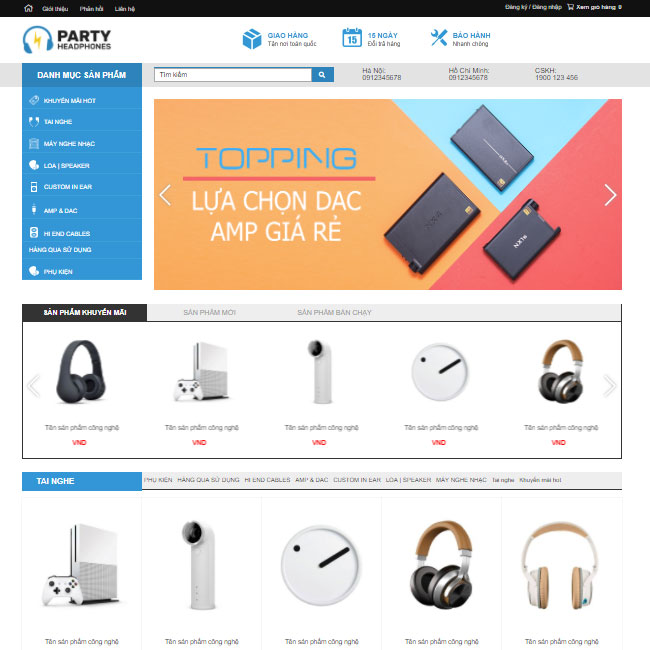 Giới thiệu Phản hồi Liên hệ Đăng ký / Đăng nhập Xem giỏ hàng 0
PARTY
HEADPHONES
GIAO HÀNG
Tận nơi toàn quốc
15
15 NGÀY
Đổi trả hàng
BẢO HÀNH
Nhanh chóng
DANH MỤC SẢN PHẨM
Tìm kiếm
Hà Nội:
0912345678
Hồ Chí Minh:
0912345678
CSKH:
1900 123 456
KHUYẾN MÃI HOT
TAI NGHE
MÁY NGHE NHẠC
LOA | SPEAKER
CUSTOM IN EAR
AMP & DAC
HI END CABLES
HÀNG QUA SỬ DỤNG
PHỤ KIỆN
TOPPING
LỰA CHỌN DAC
AMP GIÁ RẺ
SẢN PHẨM KHUYẾN MÃI SẢN PHẨM MỚI SẢN PHẨM BÁN CHẠY
Tên sản phẩm công nghệ Tên sản phẩm công nghệ Tên sản phẩm công nghệ Tên sản phẩm công nghệ Tên sản phẩm công nghệ
VND VND VND VND VND
TAI NGHE
PHỤ KIỆN HÀNG QUA SỬ DỤNG HI END CABLES AMP & DAC CUSTOM IN EAR LOA | SPEAKER MÁY NGHE NHẠC Tai nghe Khuyến mãi hot
Tên sản phẩm công nghệ Tên sản phẩm công nghệ Tên sản phẩm công nghệ Tên sản phẩm công nghệ Tên sản phẩm công nghệ